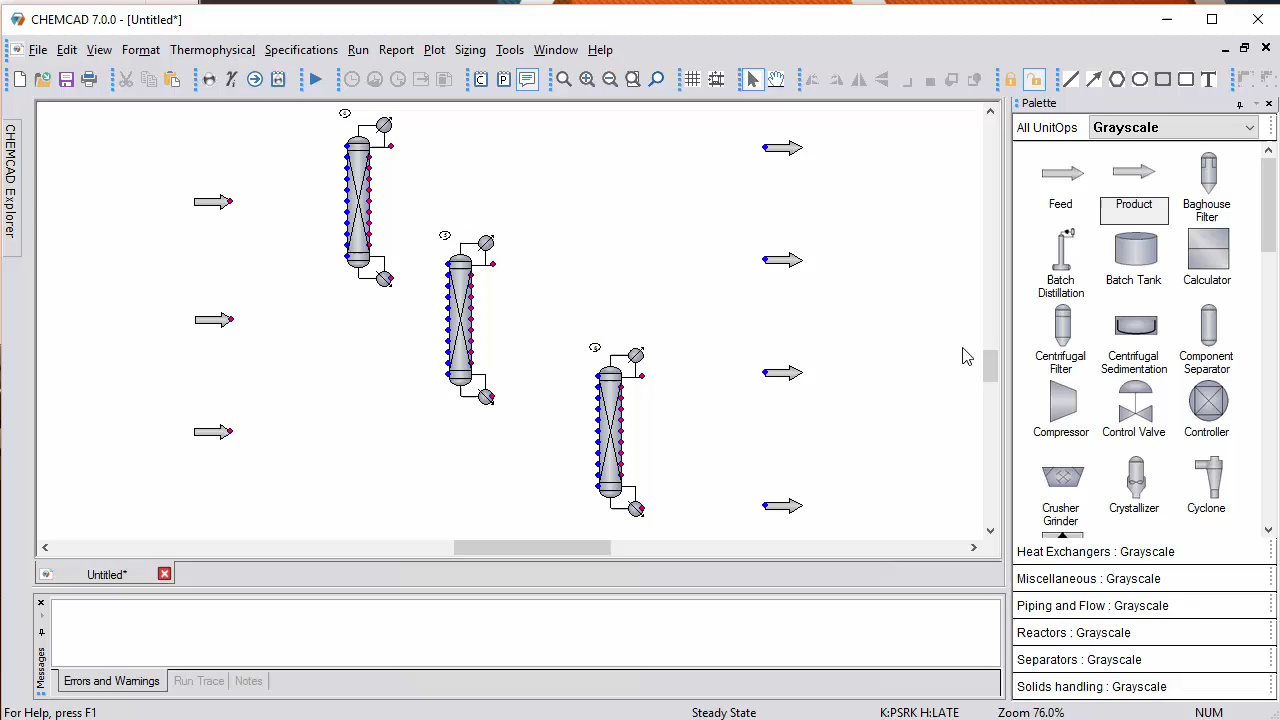 CHEMCAD 7.0.0 - [Untitled*]
File Edit View Format Thermophysical Specifications Run Report Plot Sizing Tools Window Help
Palette
All UnitOps Grayscale
CHEMCAD Explorer
Feed Product Baghouse Filter
Batch Distillation Batch Tank Calculator
Centrifugal Filter Centrifugal Sedimentation Component Separator
Compressor Control Valve Controller
Crusher Grinder Crystallizer Cyclone
Heat Exchangers : Grayscale
Miscellaneous : Grayscale
Piping and Flow : Grayscale
Reactors : Grayscale
Separators : Grayscale
Solids handling : Grayscale
Untitled*
Messages
Errors and Warnings Run Trace Notes
For Help, press F1 Steady State K:PSRK H:LATE Zoom 76.0% NUM